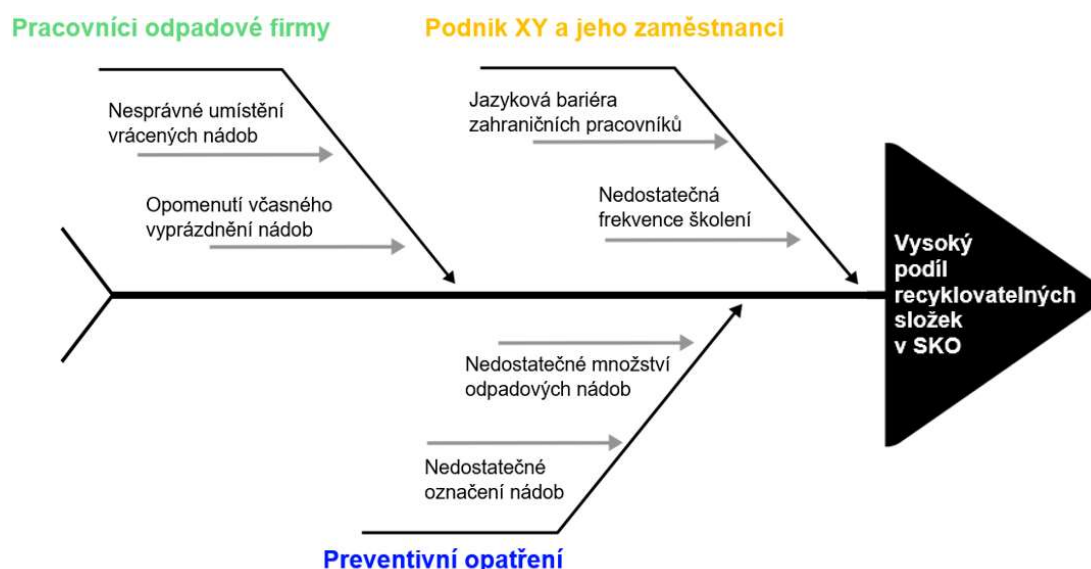 Pracovníci odpadové firmy
Podnik XY a jeho zaměstnanci
Nesprávné umístění
vrácených nádob
Opomenutí včasného
vyprázdnění nádob
Jazyková bariéra
zahraničních pracovníků
Nedostatečná
frekvence školení
Vysoký
podíl
recyklovatelných
složek
v SKO
Nedostatečné množství
odpadových nádob
Nedostatečné
označení nádob
Preventivní opatření